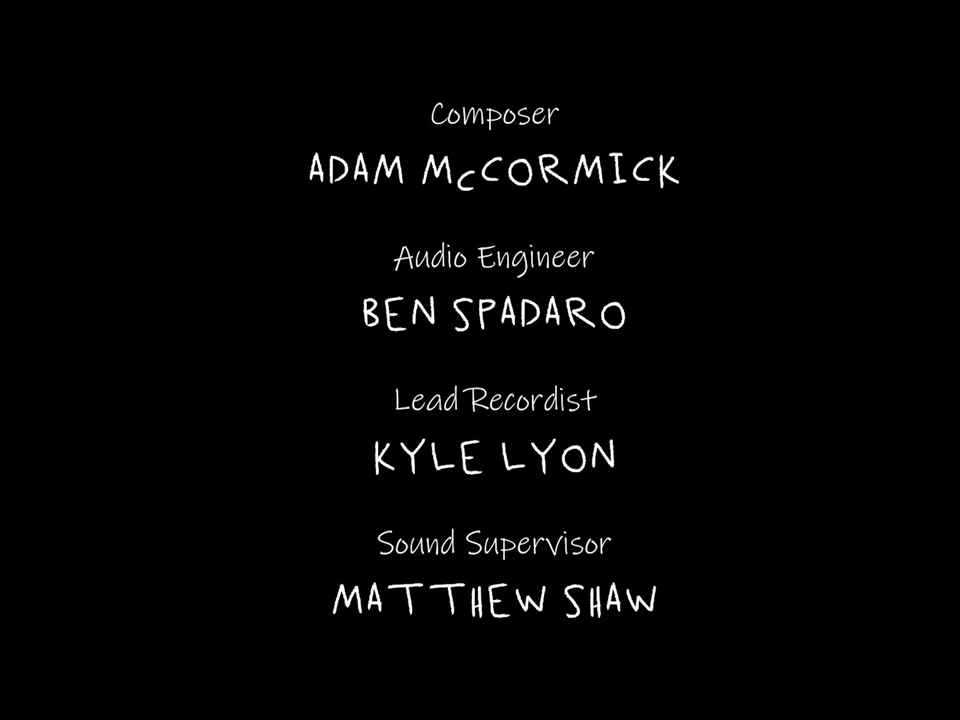 Composer
ADAM McCORMICK
Audio Engineer
BEN SPADARO
Lead Recordist
KYLE LYON
Sound Supervisor
MATTHEW SHAW